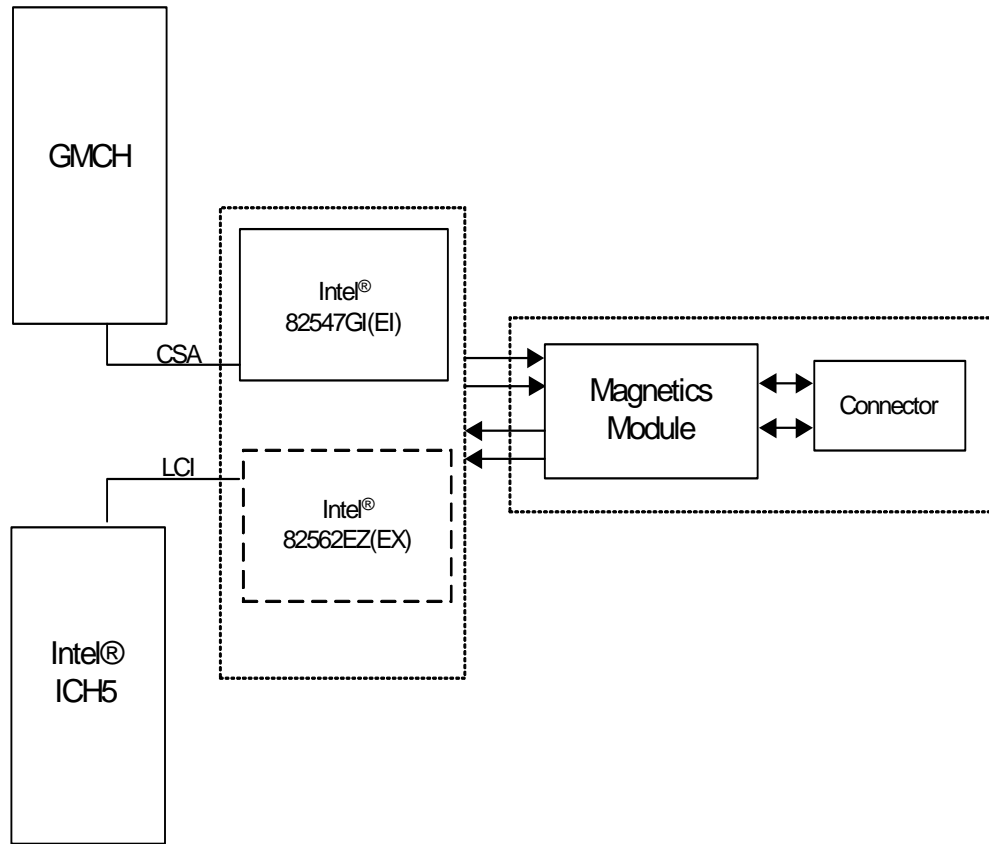 GMCH
Intel®
82547GI(EI)
CSA
Magnetics
Module
Connector
LCI
Intel®
82562EZ(EX)
Intel®
ICH5